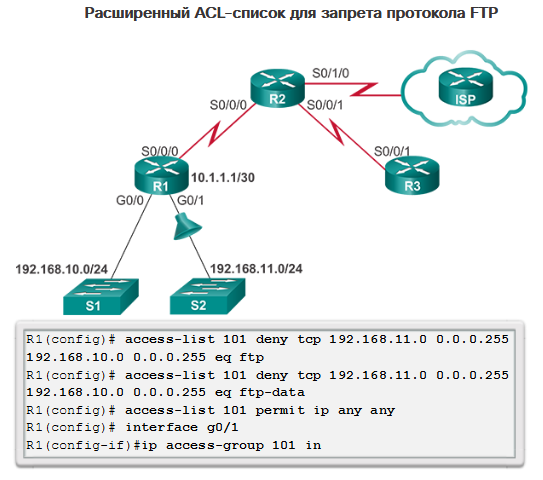 Расширенный ACL-список для запрета протокола FTP
S0/1/0
S0/0/0
R2
ISP
S0/0/1
S0/0/0
S0/0/1
R1
10.1.1.1/30
R3
G0/0
G0/1
192.168.10.0/24
192.168.11.0/24
S1
S2
R1(config)# access-list 101 deny tcp 192.168.11.0 0.0.0.255
192.168.10.0 0.0.0.255 eq ftp
R1(config)# access-list 101 deny tcp 192.168.11.0 0.0.0.255
192.168.10.0 0.0.0.255 eq ftp-data
R1(config)# access-list 101 permit ip any any
R1(config)# interface g0/1
R1(config-if)#ip access-group 101 in